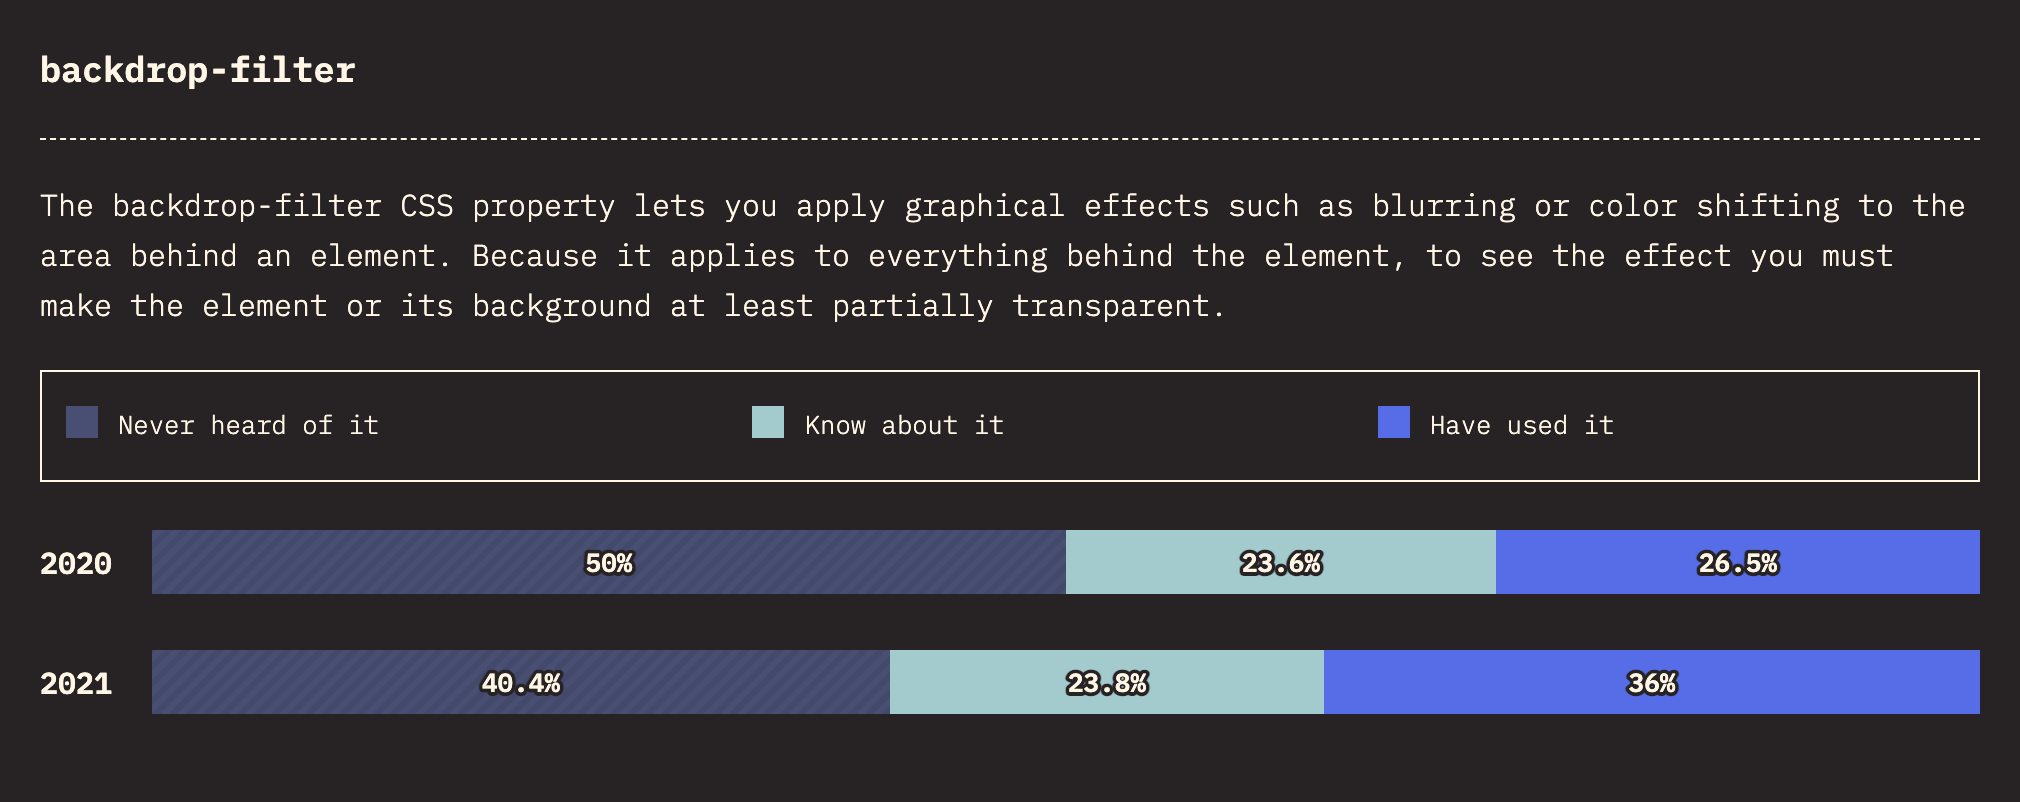 backdrop-filter
The backdrop-filter CSS property lets you apply graphical effects such as blurring or color shifting to the
area behind an element. Because it applies to everything behind the element, to see the effect you must
make the element or its background at least partially transparent.
Never heard of it Know about it Have used it
2020 50% 23.6% 26.5%
2021 40.4% 23.8% 36%